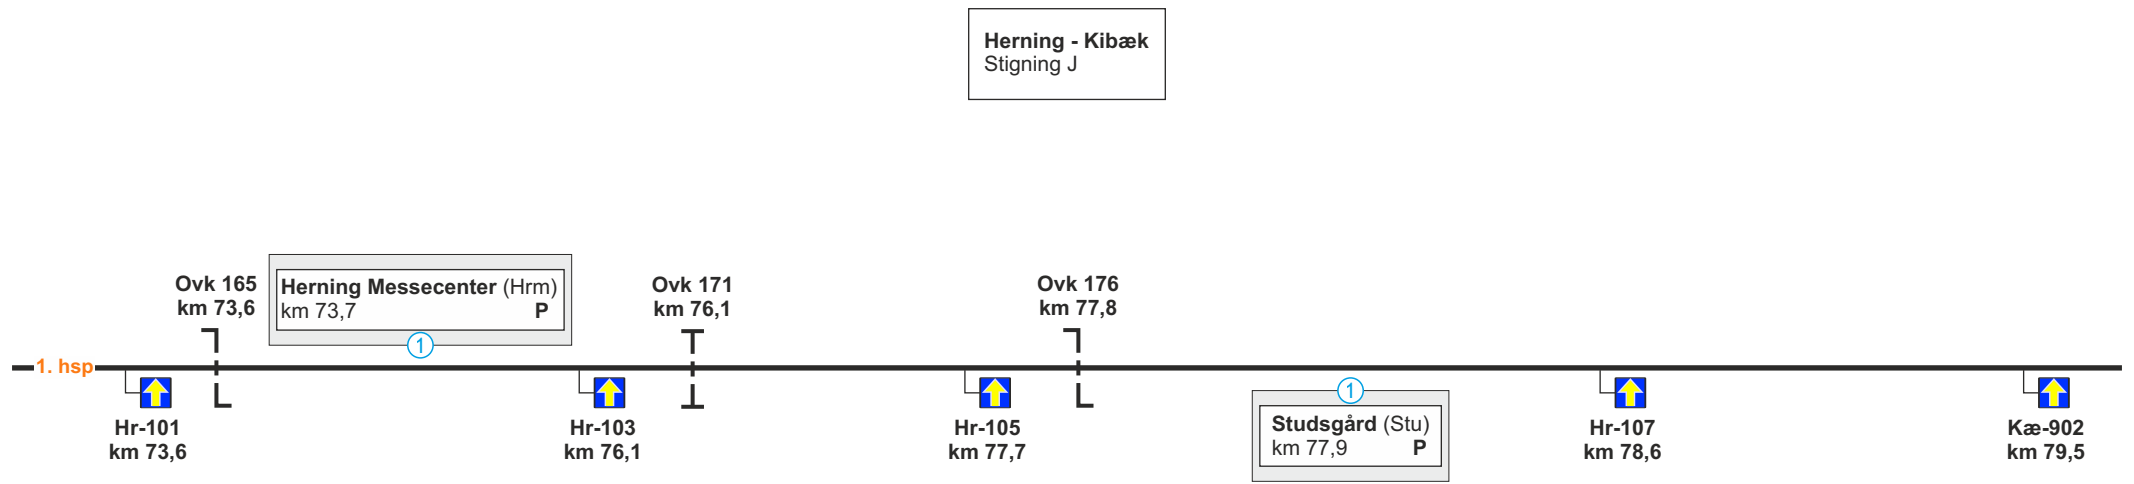 Herning - Kibæk
Stigning J
Ovk 165
km 73,6
Herning Messecenter (Hrm)
km 73,7 P
1
Ovk 171
km 76,1
Ovk 176
km 77,8
1. hsp
Hr-101
km 73,6
Hr-103
km 76,1
Hr-105
km 77,7
1
Studsgård (Stu)
km 77,9 P
Hr-107
km 78,6
Kæ-902
km 79,5